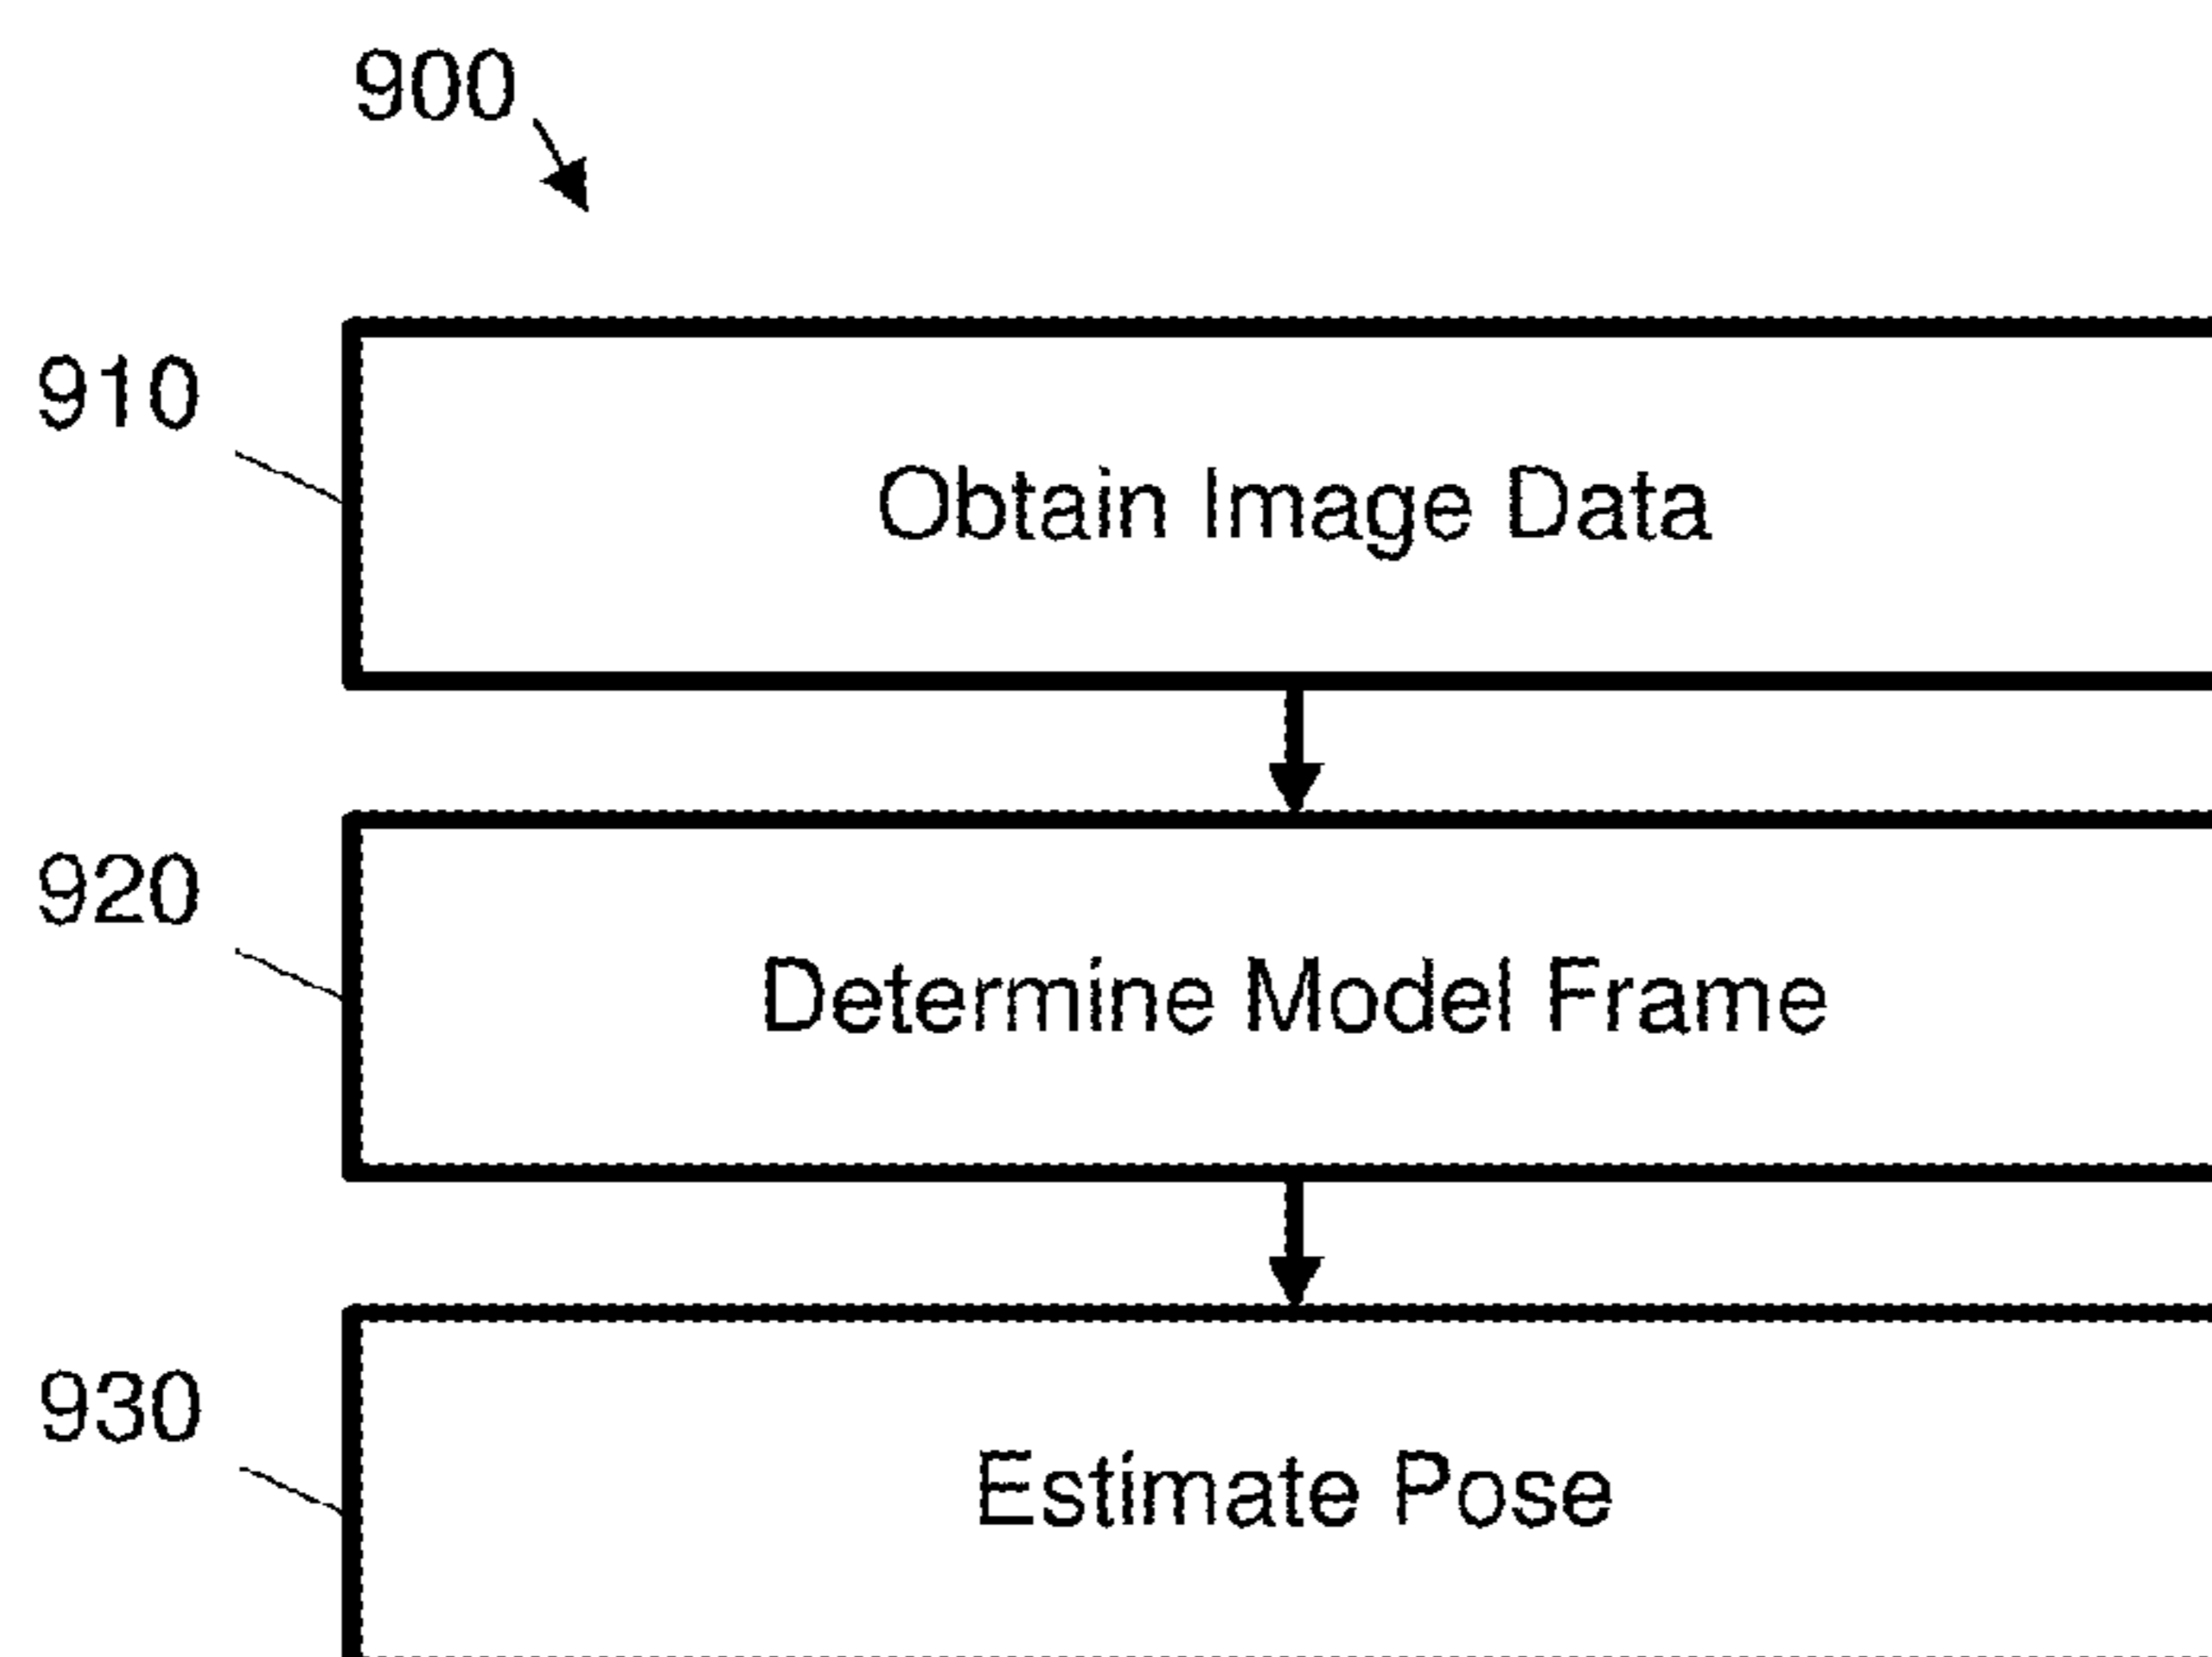 900
910
Obtain Image Data
920
Determine Model Frame
930
Estimate Pose